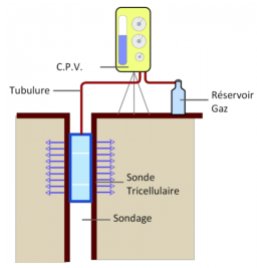 C.P.V.
Tubulure
Réservoir
Gaz
Sonde
Tricellulaire
Sondage